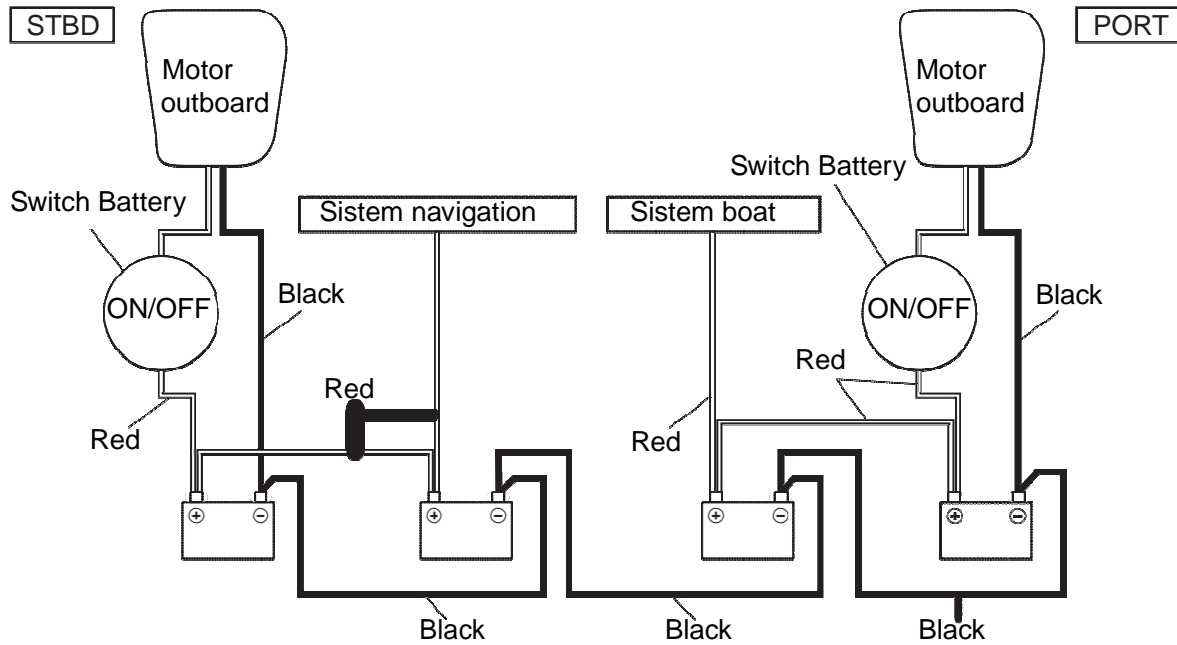 STBD
PORT
Motor
outboard
Motor
outboard
Switch Battery
Switch Battery
Sistem navigation
Sistem boat
ON/OFF
Black
ON/OFF
Black
Red
Red
Red
Red
+
-
+
-
+
-
+
-
Black
Black
Black